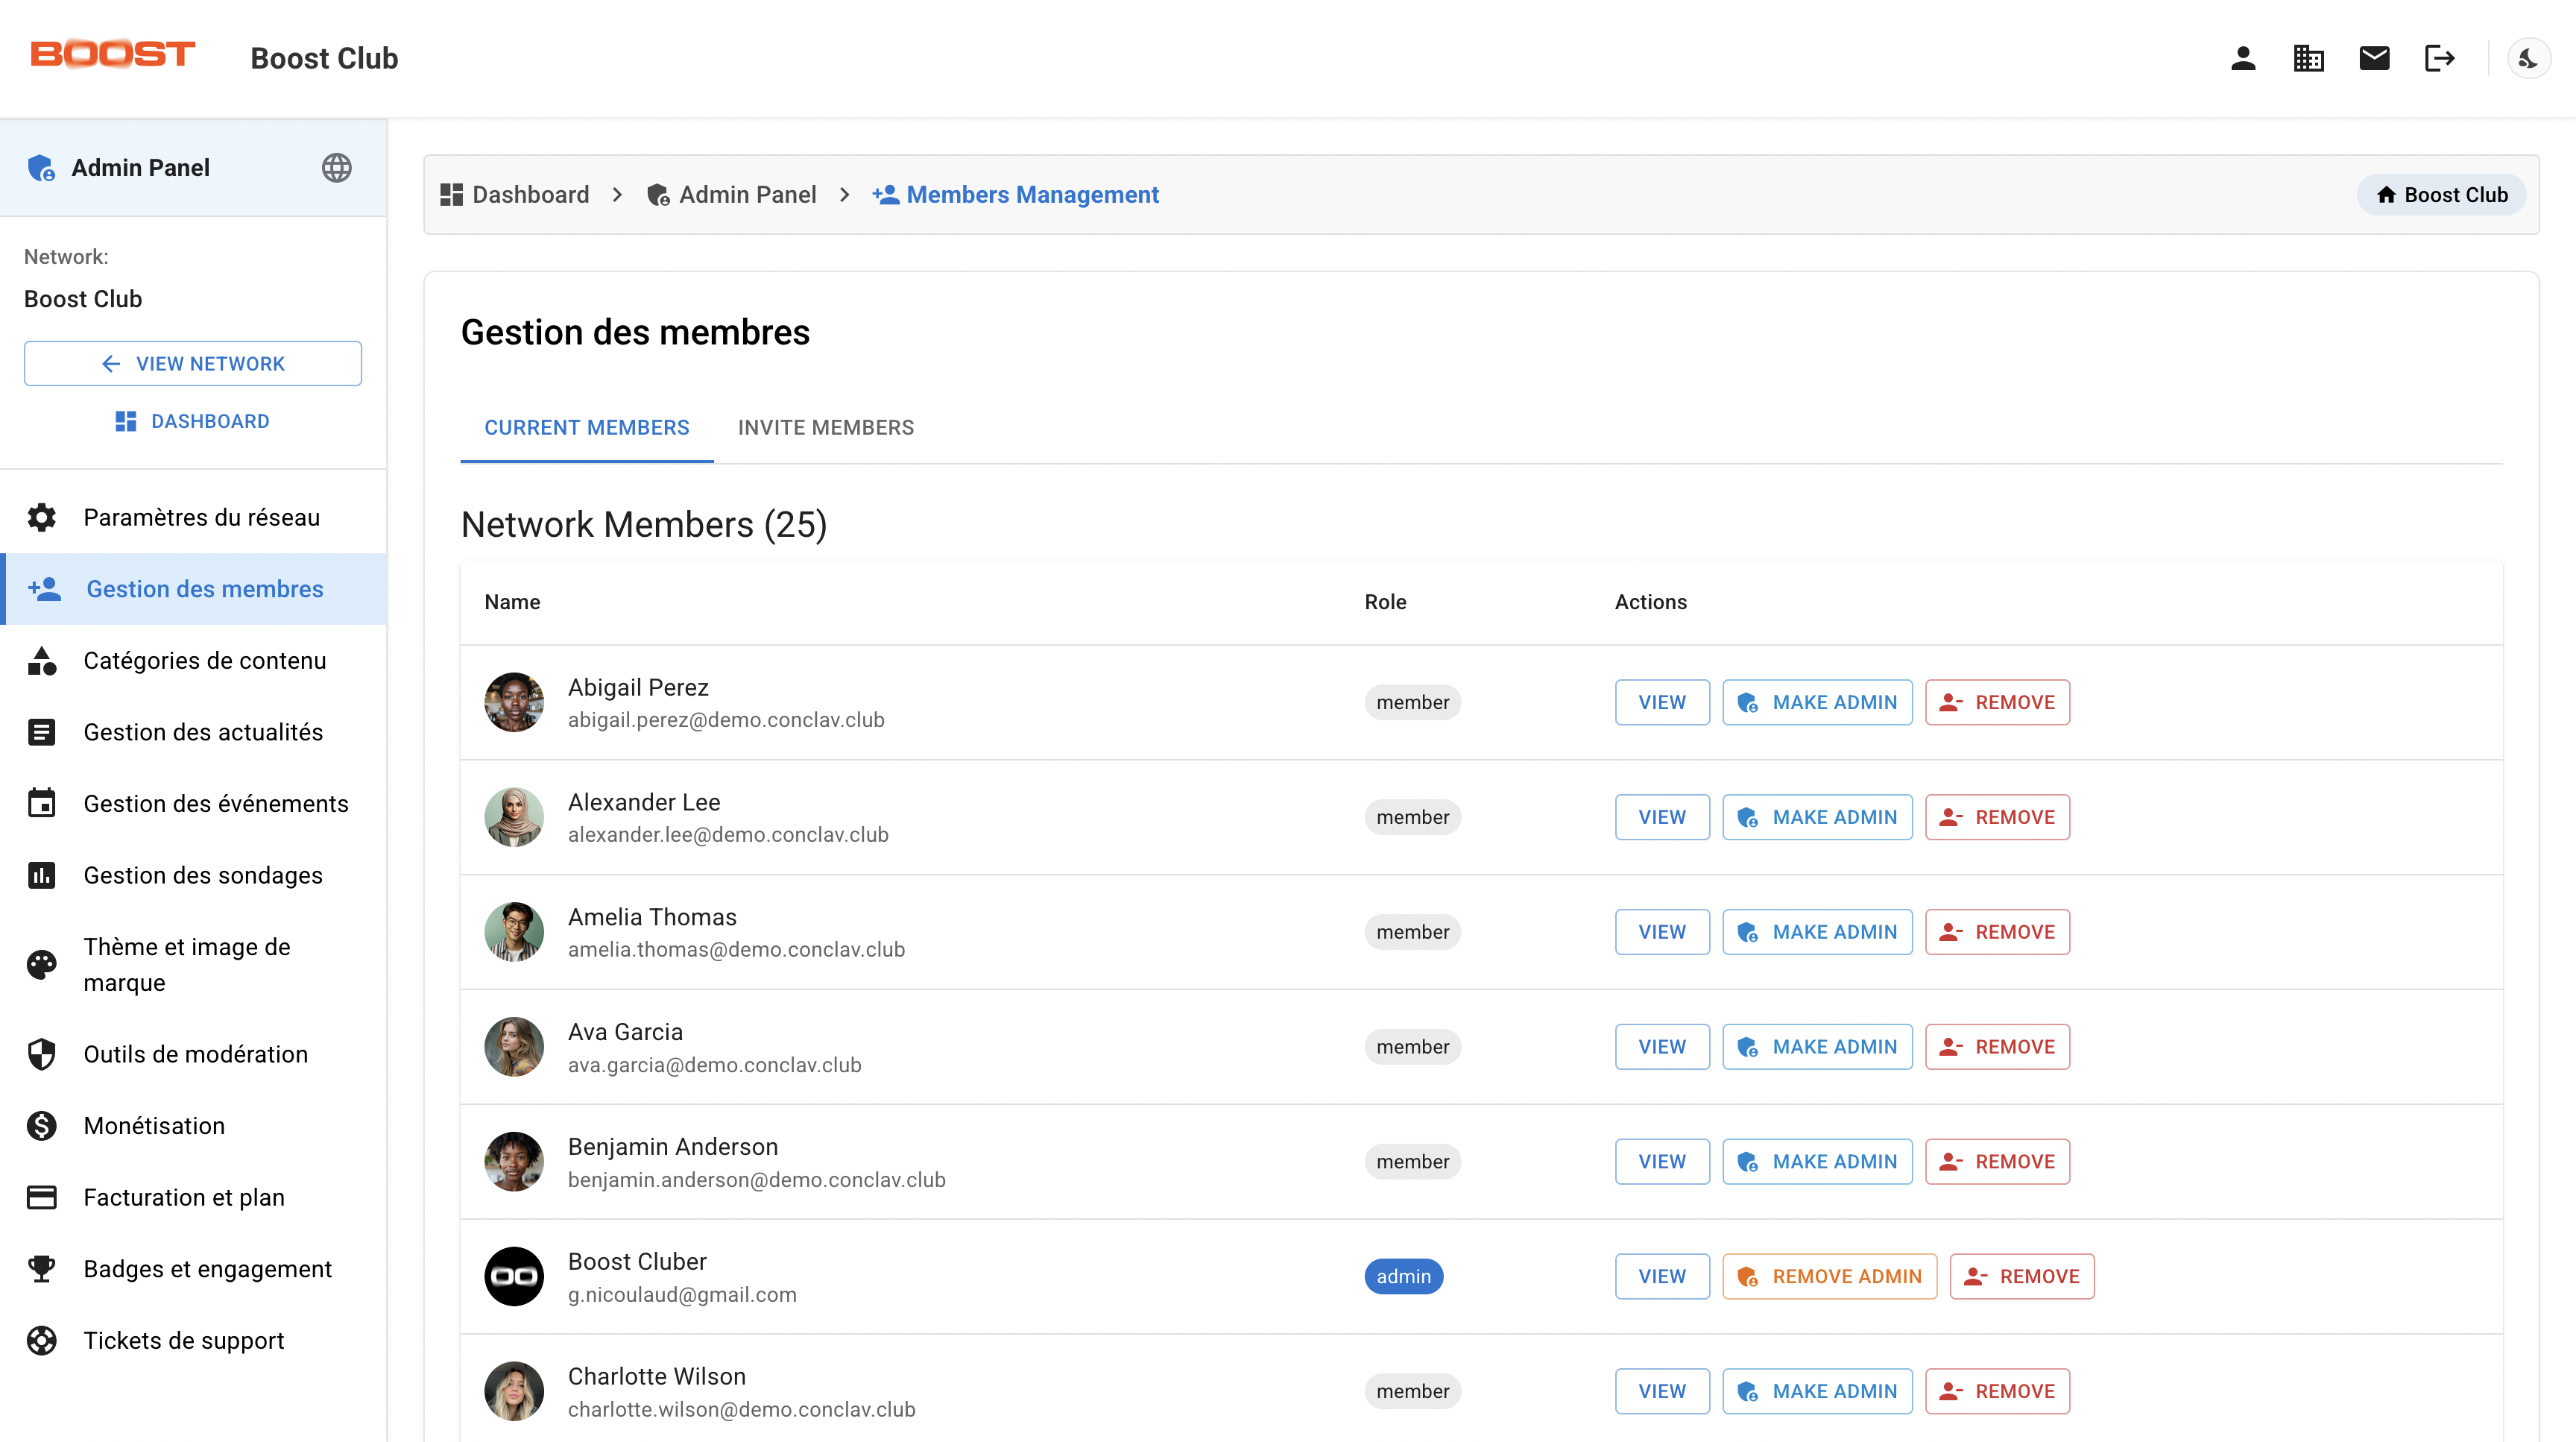 BOOST
Boost Club
Admin Panel
Network:
Boost Club
VIEW NETWORK
DASHBOARD
Paramètres du réseau
Gestion des membres
Catégories de contenu
Gestion des actualités
Gestion des événements
Gestion des sondages
Thème et image de
marque
Outils de modération
Monétisation
Facturation et plan
Badges et engagement
Tickets de support
Dashboard > Admin Panel > Members Management
Boost Club
Gestion des membres
CURRENT MEMBERS INVITE MEMBERS
Network Members (25)
Name Role Actions
Abigail Perez
abigail.perez@demo.conclav.club
member VIEW MAKE ADMIN REMOVE
Alexander Lee
alexander.lee@demo.conclav.club
member VIEW MAKE ADMIN REMOVE
Amelia Thomas
amelia.thomas@demo.conclav.club
member VIEW MAKE ADMIN REMOVE
Ava Garcia
ava.garcia@demo.conclav.club
member VIEW MAKE ADMIN REMOVE
Benjamin Anderson
benjamin.anderson@demo.conclav.club
member VIEW MAKE ADMIN REMOVE
Boost Cluber
g.nicoulaud@gmail.com
admin VIEW REMOVE ADMIN REMOVE
Charlotte Wilson
charlotte.wilson@demo.conclav.club
member VIEW MAKE ADMIN REMOVE